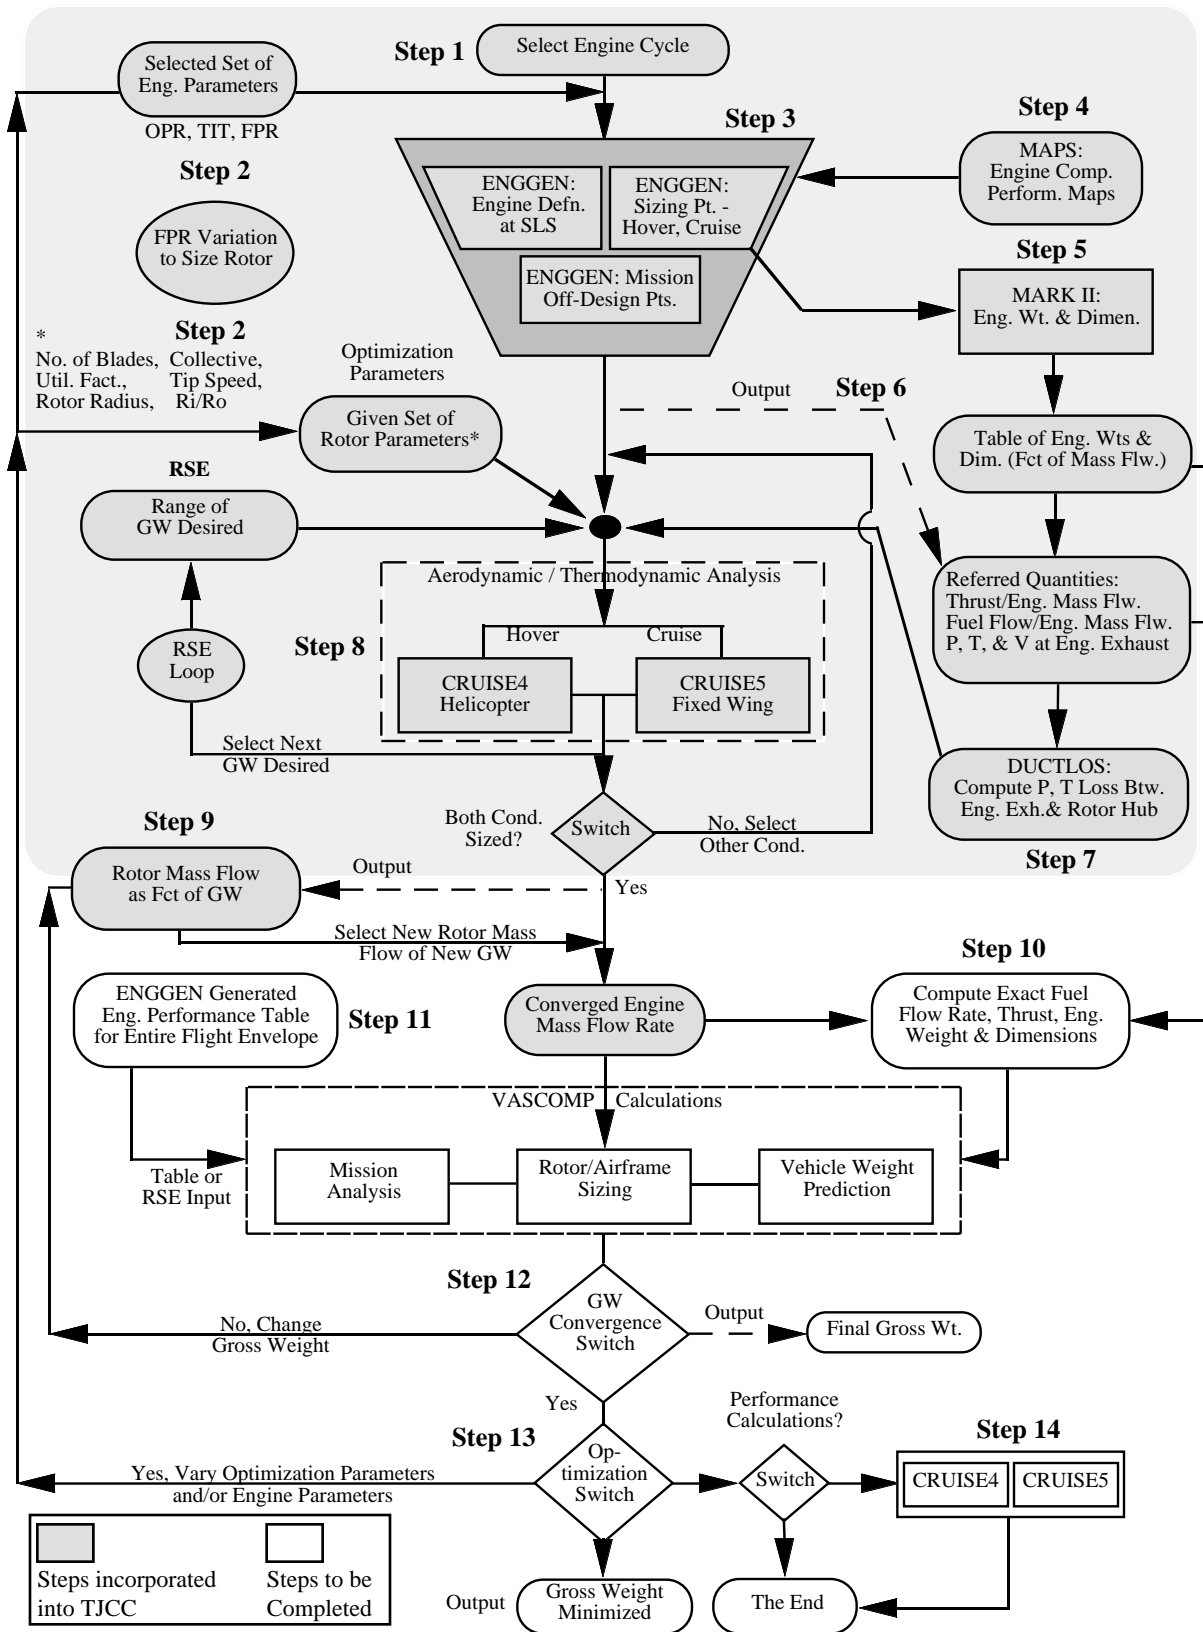 Step 1
Select Engine Cycle
Selected Set of
Eng. Parameters
OPR, TIT, FPR
Step 2
FPR Variation
to Size Rotor
Step 3
ENGGEN:
Engine Defn.
at SLS
ENGGEN:
Sizing Pt. -
Hover, Cruise
ENGGEN: Mission
Off-Design Pts.
Step 4
MAPS:
Engine Comp.
Perform. Maps
Step 5
MARK II:
Eng. Wt. & Dimen.
Step 2
*
No. of Blades, Collective,
Util. Fact., Tip Speed,
Rotor Radius, Ri/Ro
Optimization
Parameters
Given Set of
Rotor Parameters*
Output
Step 6
Table of Eng. Wts &
Dim. (Fct of Mass Flw.)
RSE
Range of
GW Desired
Referred Quantities:
Thrust/Eng. Mass Flw.
Fuel Flow/Eng. Mass Flw.
P, T, & V at Eng. Exhaust
Aerodynamic / Thermodynamic Analysis
Hover
Cruise
Step 8
RSE
Loop
CRUISE4
Helicopter
CRUISE5
Fixed Wing
Select Next
GW Desired
DUCTLOS:
Compute P, T Loss Btw.
Eng. Exh.& Rotor Hub
Step 7
Both Cond.
Sized?
Switch
No, Select
Other Cond.
Step 9
Rotor Mass Flow
as Fct of GW
Output
Yes
Select New Rotor Mass
Flow of New GW
Step 10
ENGGEN Generated
Eng. Performance Table
for Entire Flight Envelope
Step 11
Converged Engine
Mass Flow Rate
Compute Exact Fuel
Flow Rate, Thrust, Eng.
Weight & Dimensions
VASCOMP Calculations
Table or
RSE Input
Mission
Analysis
Rotor/Airframe
Sizing
Vehicle Weight
Prediction
Step 12
GW
Convergence
Switch
No, Change
Gross Weight
Output
Final Gross Wt.
Yes
Performance
Calculations?
Step 13
Op-
timization
Switch
Yes, Vary Optimization Parameters
and/or Engine Parameters
Switch
Step 14
CRUISE4
CRUISE5
Steps incorporated
into TJCC
Steps to be
Completed
Output
Gross Weight
Minimized
The End